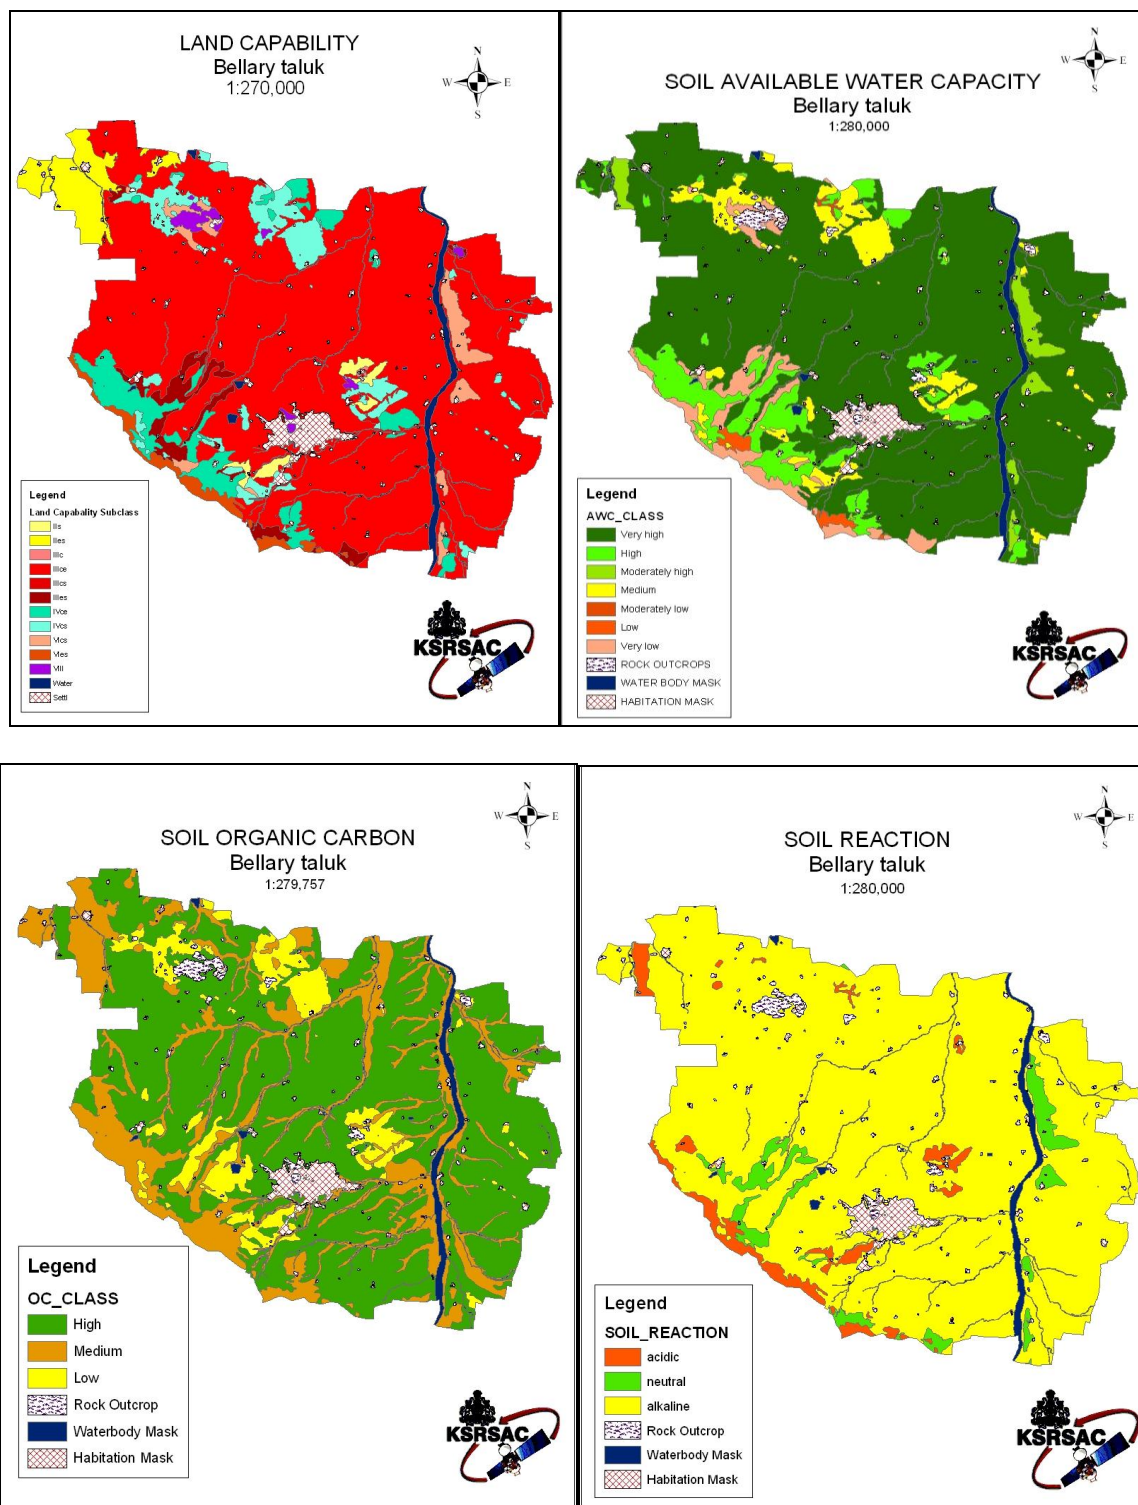 LAND CAPABILITY
Bellary taluk
1:270,000
N
W
E
S
Legend
Land Capability Subclass
IIs
IIes
IIIc
IIIce
IIIcs
IIIes
IVce
IVcs
VIcs
VIes
VIII
Water
Settl
KSRSAC
SOIL AVAILABLE WATER CAPACITY
Bellary taluk
1:280,000
N
W
E
S
Legend
AWC_CLASS
Very high
High
Moderately high
Medium
Moderately low
Low
Very low
ROCK OUTCROPS
WATER BODY MASK
HABITATION MASK
KSRSAC
SOIL ORGANIC CARBON
Bellary taluk
1:279,757
N
W
E
S
Legend
OC_CLASS
High
Medium
Low
Rock Outcrop
Waterbody Mask
Habitation Mask
KSRSAC
SOIL REACTION
Bellary taluk
1:280,000
N
W
E
S
Legend
SOIL_REACTION
acidic
neutral
alkaline
Rock Outcrop
Waterbody Mask
Habitation Mask
KSRSAC